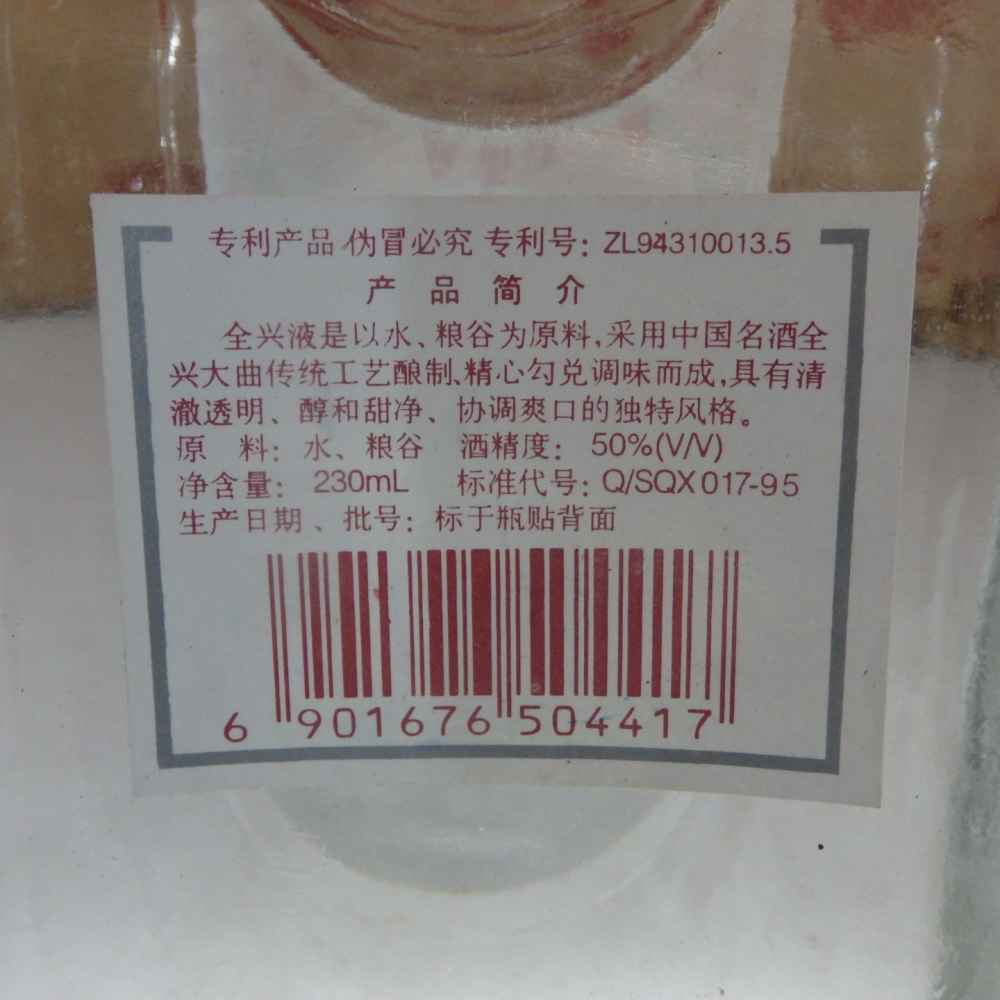 专利产品 伪冒必究 专利号：ZL94310013.5
产品简介
全兴液是以水、粮谷为原料,采用中国名酒全
兴大曲传统工艺酿制、精心勾兑调味而成,具有清
澈透明、醇和甜净、协调爽口的独特风格。
原 料：水、粮谷 酒精度： 50%(V/V)
净含量： 230mL 标准代号：Q/SQX 017-95
生产日期、批号：标于瓶贴背面
6 901676 504417